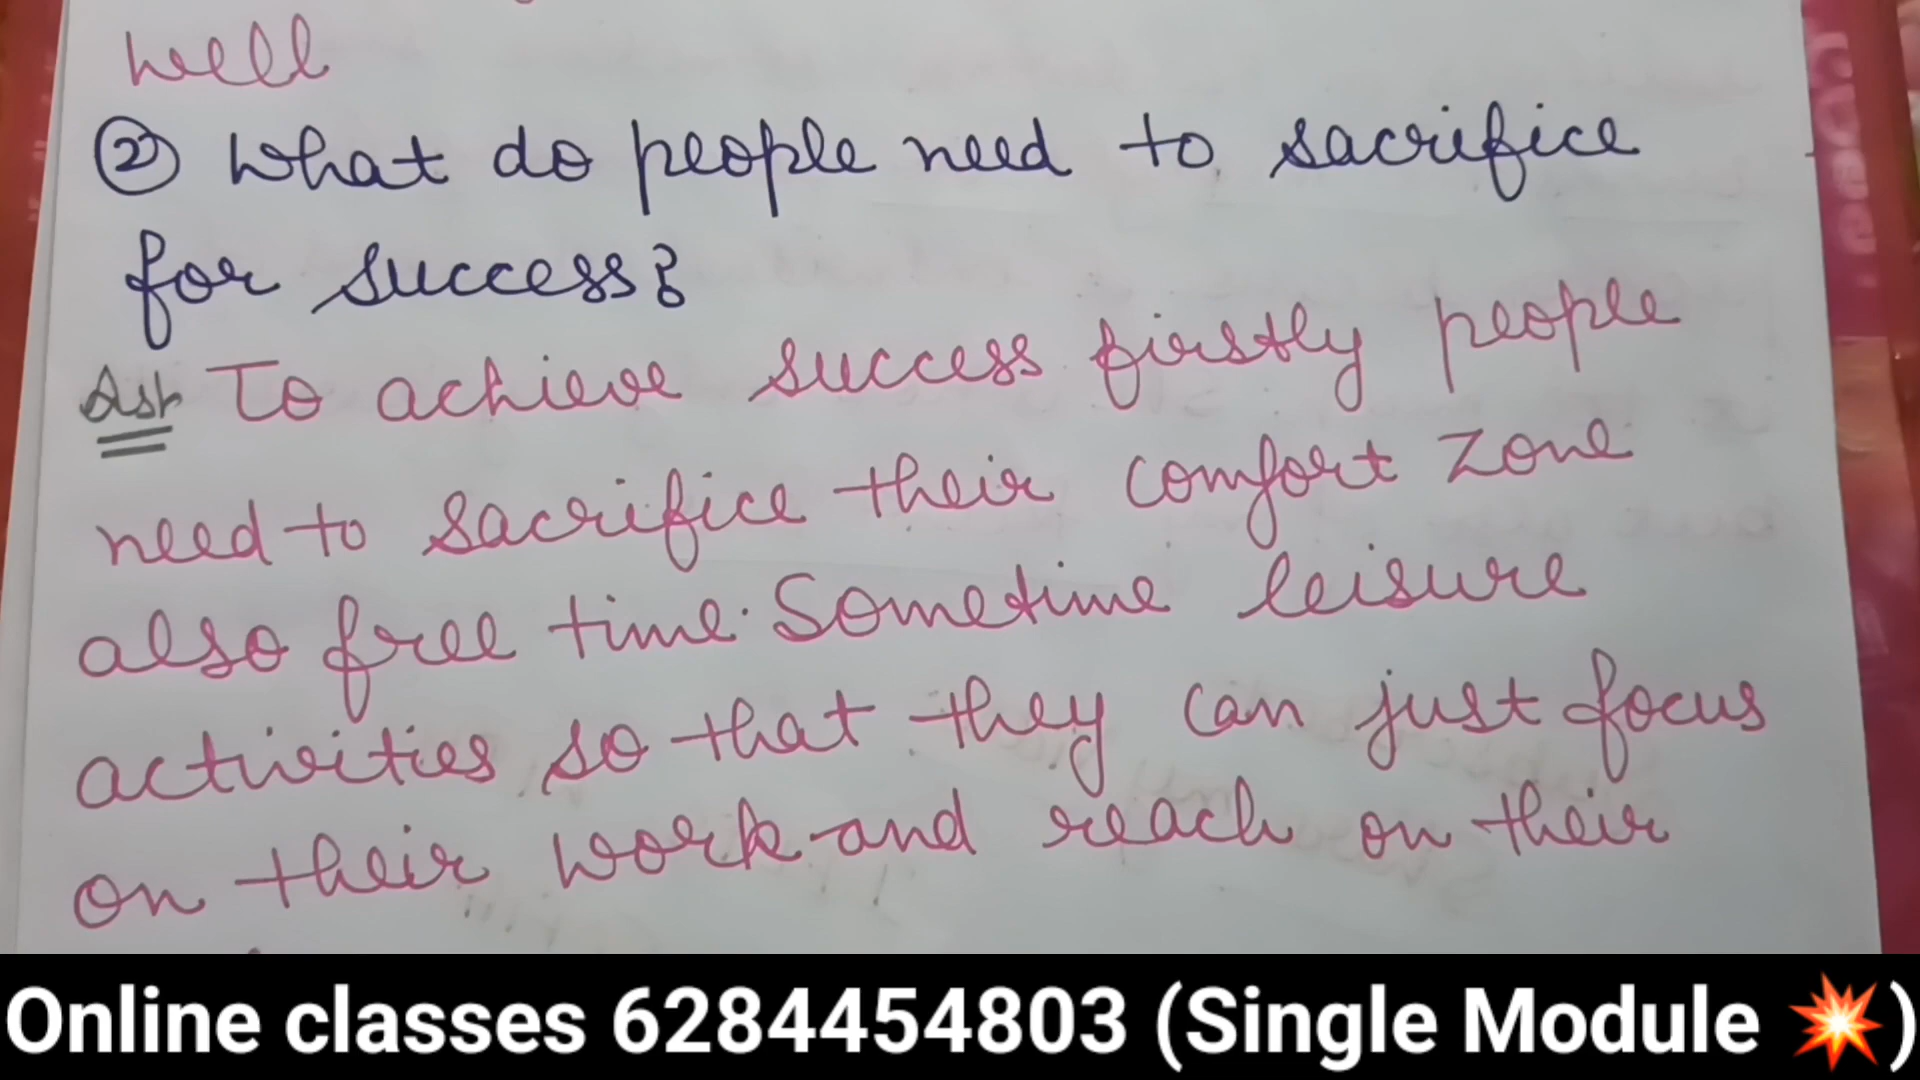 well
② What do people need to sacrifice
for success?
Ans To achieve success firstly people
need to sacrifice their comfort zone
also free time. Sometime leisure
activities so that they can just focus
on their work and reach on their
Online classes 6284454803 (Single Module 💥)